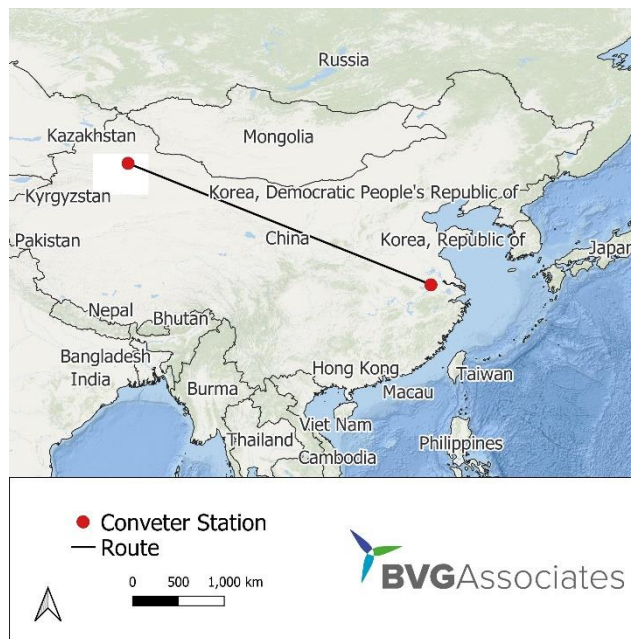 Russia
Kazakhstan
Mongolia
Kyrgyzstan
Korea, Democratic People's Republic of
Pakistan
China
Korea, Republic of
Japan
Nepal
Bhutan
Bangladesh
India
Burma
Hong Kong
Macau
Taiwan
Viet Nam
Thailand
Cambodia
Philippines
Conveter Station
Route
0 500 1,000 km
BVGAssociates